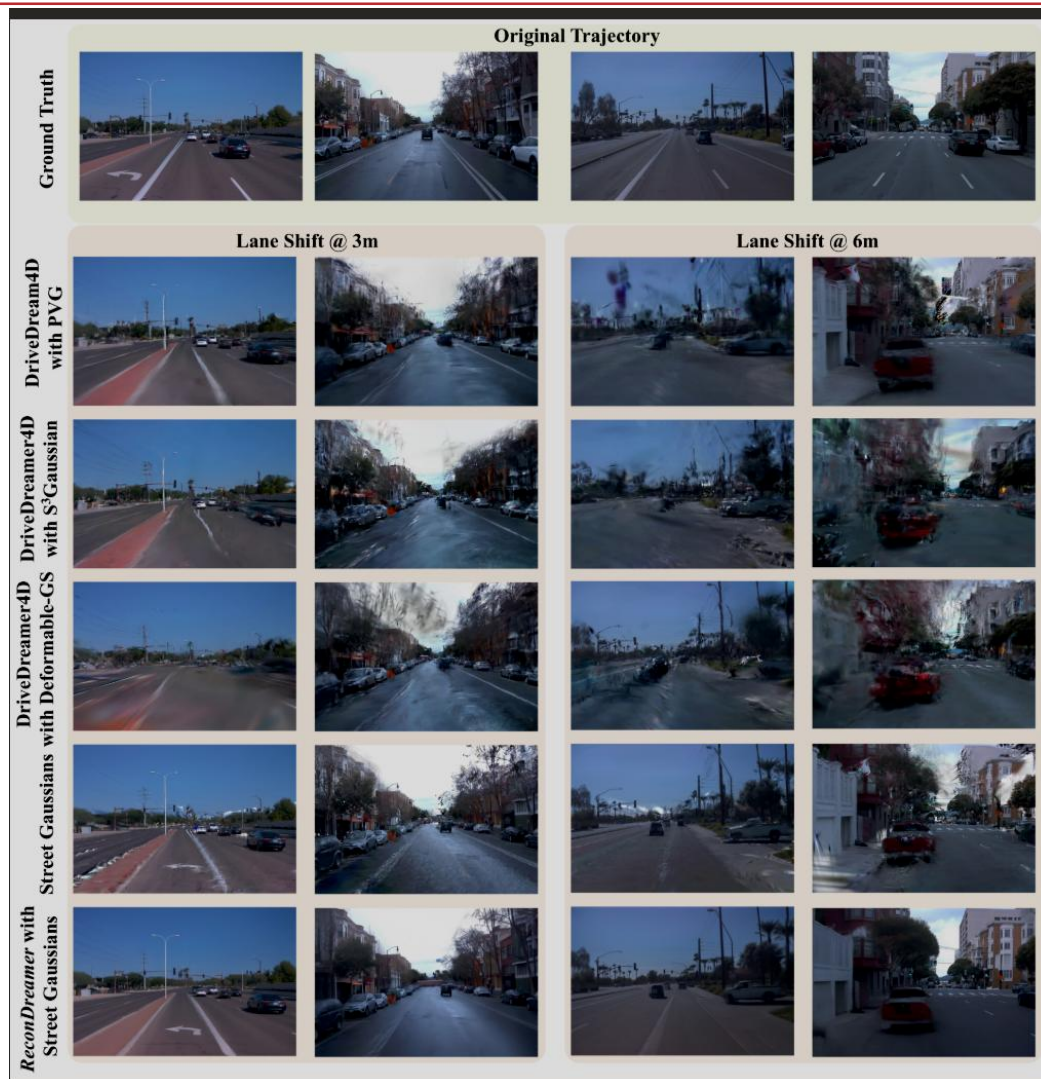 Original Trajectory
Ground Truth
Lane Shift @ 3m
Lane Shift @ 6m
DriveDream4D
with PVG
DriveDreamer4D
with S³Gaussian
DriveDreamer4D
with Deformable-GS
Street Gaussians
ReconDreamer with
Street Gaussians